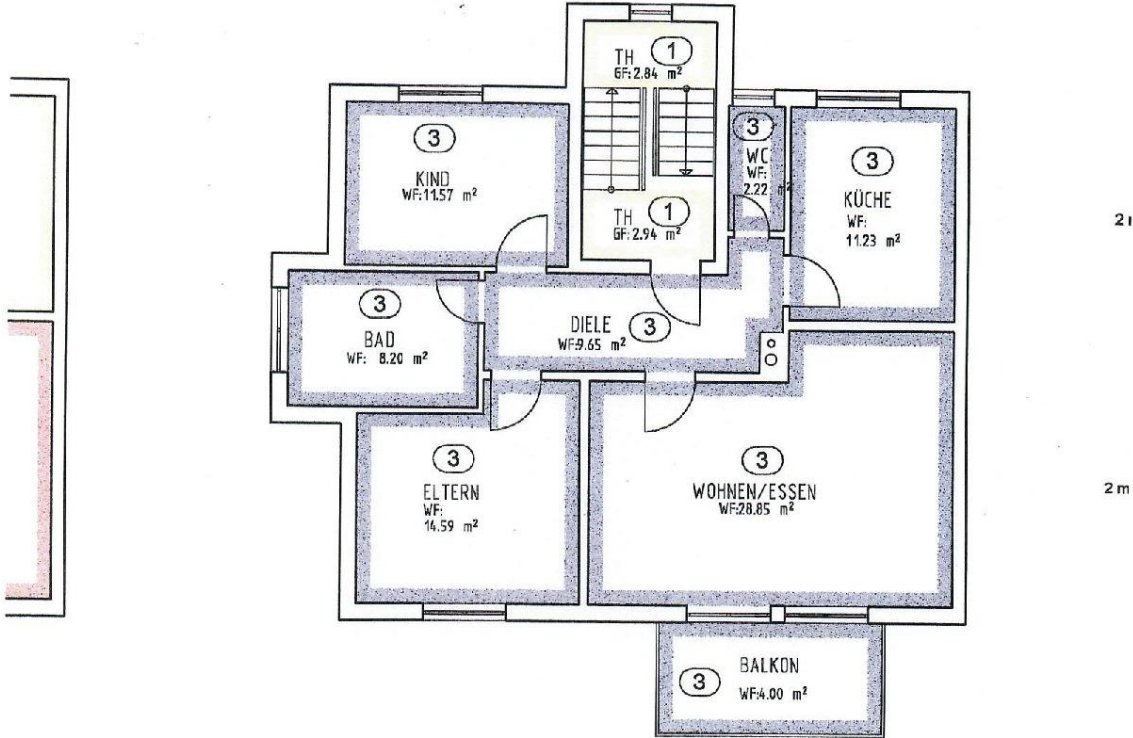 TH 1
GF: 2.84 m²
3
KIND
WF: 11.57 m²
3
WC
WF:
2.22 m²
3
KÜCHE
WF:
11.23 m²
TH 1
GF: 2.94 m²
3
BAD
WF: 8.20 m²
DIELE 3
WF: 9.65 m²
3
ELTERN
WF:
14.59 m²
3
WOHNEN/ESSEN
WF: 28.85 m²
2 m
BALKON
3
WF: 4.00 m²